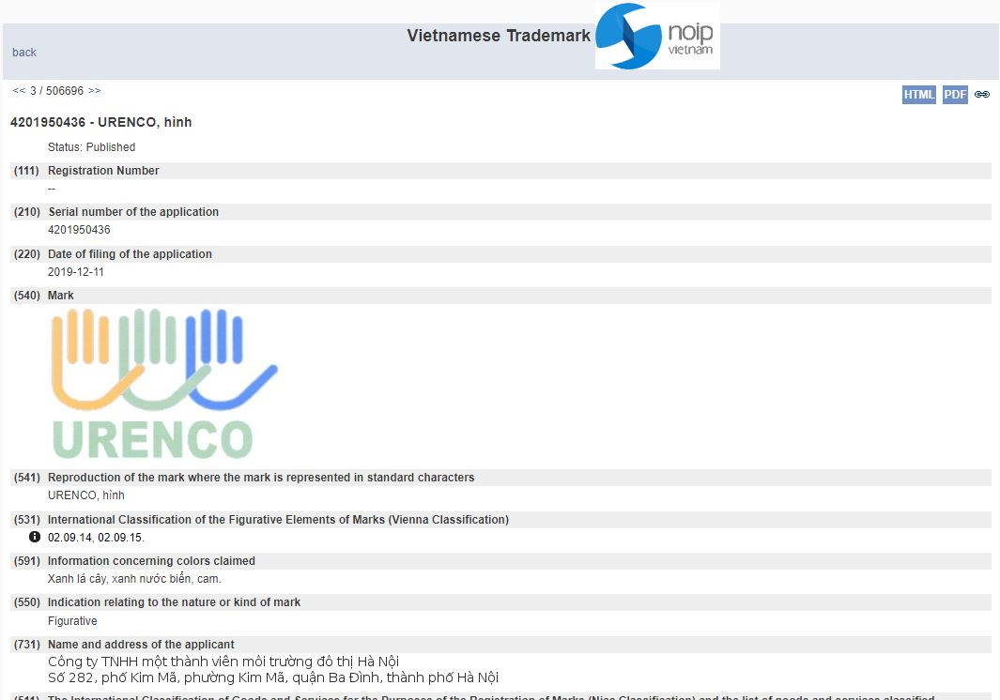 back
Vietnamese Trademark
noip
vietnam
<< 3 / 506696 >>
HTML PDF
4201950436 - URENCO, hình
Status: Published
(111) Registration Number
--
(210) Serial number of the application
4201950436
(220) Date of filing of the application
2019-12-11
(540) Mark
URENCO
(541) Reproduction of the mark where the mark is represented in standard characters
URENCO, hình
(531) International Classification of the Figurative Elements of Marks (Vienna Classification)
02.09.14, 02.09.15.
(591) Information concerning colors claimed
Xanh lá cây, xanh nước biển, cam.
(550) Indication relating to the nature or kind of mark
Figurative
(731) Name and address of the applicant
Công ty TNHH một thành viên môi trường đô thị Hà Nội
Số 282, phố Kim Mã, phường Kim Mã, quận Ba Đình, thành phố Hà Nội
(511) The International Classification of Goods and Services for the Purposes of the Registration of Marks (Nice Classification) and the list of goods and services classified